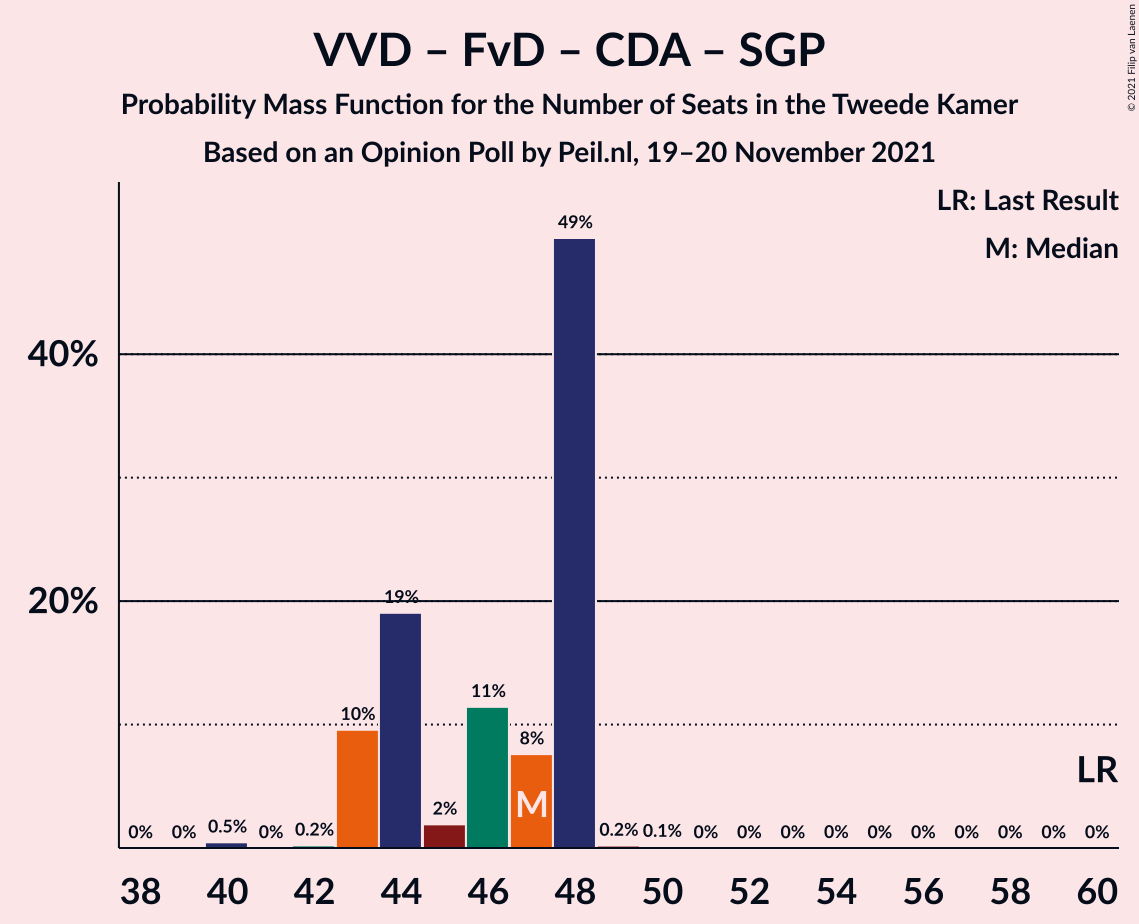 VVD – FvD – CDA – SGP
Probability Mass Function for the Number of Seats in the Tweede Kamer
Based on an Opinion Poll by Peil.nl, 19–20 November 2021
© 2021 Filip van Laenen
LR: Last Result
M: Median
49%
40%
20%
19%
11%
10%
8%
LR
M
2%
0% 0% 0.5% 0% 0.2% 0.2% 0.1% 0% 0% 0% 0% 0% 0% 0% 0% 0% 0%
38 40 42 44 46 48 50 52 54 56 58 60